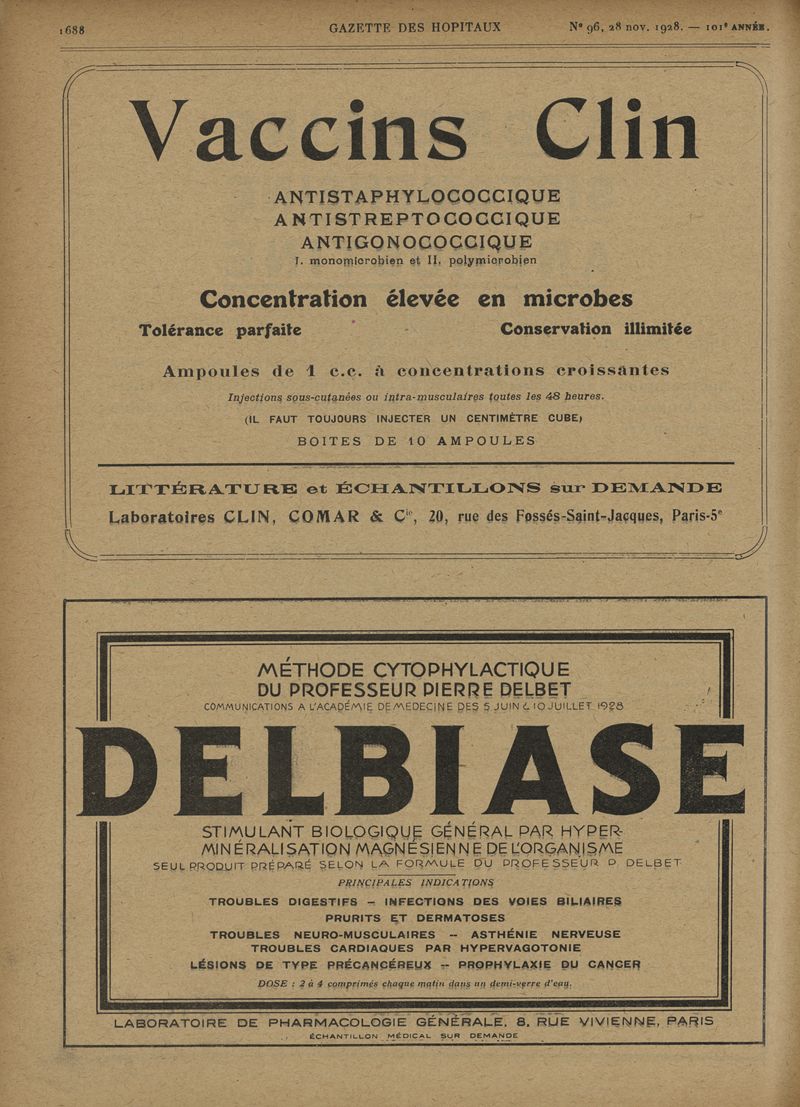 1688
GAZETTE DES HOPITAUX
Nº 96, 28 nov. 1928. — 101e ANNÉE.
Vaccins Clin
ANTISTAPHYLOCOCCIQUE
ANTISTREPTOCOCCIQUE
ANTIGONOCOCCIQUE
I. monomicrobien et II. polymicrobien
Concentration élevée en microbes
Tolérance parfaite
Conservation illimitée
Ampoules de 1 c.c. à concentrations croissantes
Injections sous-cutanées ou intra-musculaires toutes les 48 heures.
(IL FAUT TOUJOURS INJECTER UN CENTIMÈTRE CUBE)
BOITES DE 10 AMPOULES
LITTÉRATURE et ÉCHANTILLONS sur DEMANDE
Laboratoires CLIN, COMAR & Cie, 20, rue des Fossés-Saint-Jacques, Paris-5e
MÉTHODE CYTOPHYLACTIQUE
DU PROFESSEUR PIERRE DELBET
COMMUNICATIONS A L'ACADÉMIE DE MEDECINE DES 5 JUIN & 10 JUILLET 1928
DELBIASE
STIMULANT BIOLOGIQUE GÉNÉRAL PAR HYPER-
MINÉRALISATION MAGNÉSIENNE DE L'ORGANISME
SEUL PRODUIT PRÉPARÉ SELON LA FORMULE DU PROFESSEUR P. DELBET
PRINCIPALES INDICATIONS
TROUBLES DIGESTIFS — INFECTIONS DES VOIES BILIAIRES
PRURITS ET DERMATOSES
TROUBLES NEURO-MUSCULAIRES — ASTHÉNIE NERVEUSE
TROUBLES CARDIAQUES PAR HYPERVAGOTONIE
LÉSIONS DE TYPE PRÉCANCÉREUX — PROPHYLAXIE DU CANCER
DOSE : 2 à 4 comprimés chaque matin dans un demi-verre d'eau.
LABORATOIRE DE PHARMACOLOGIE GÉNÉRALE, 8, RUE VIVIENNE, PARIS
ÉCHANTILLON MÉDICAL SUR DEMANDE